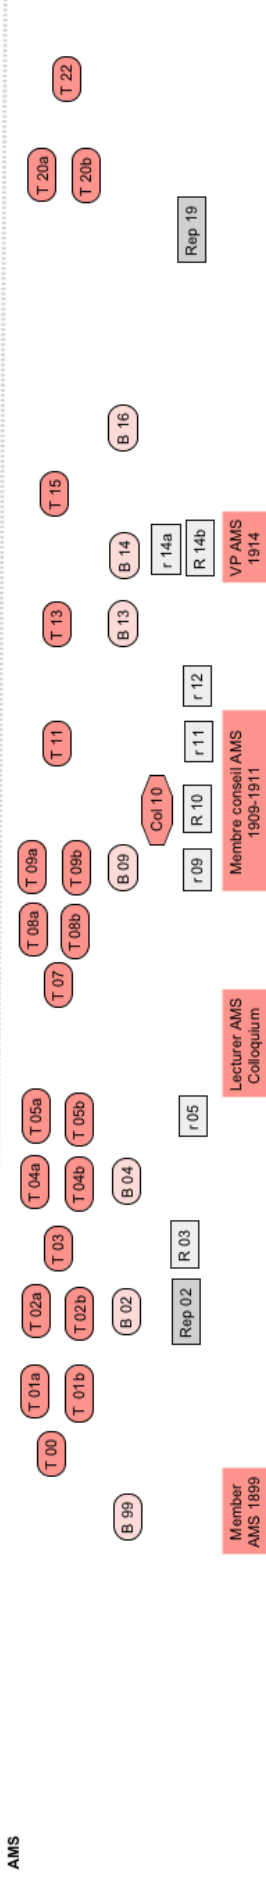 AMS
T 00
T 01a
T 02a
T 03
T 04a
T 05a
T 07
T 08a
T 09a
T 11
T 13
T 15
T 20a
T 22
T 01b
T 02b
T 04b
T 05b
T 08b
T 09b
T 20b
B 99
B 02
B 04
B 09
B 13
B 14
B 16
Col 10
r 14a
Rep 02
R 03
r 05
r 09
R 10
r 11
r 12
R 14b
Rep 19
Member
AMS 1899
Lecturer AMS
Colloquium
Membre conseil AMS
1909-1911
VP AMS
1914